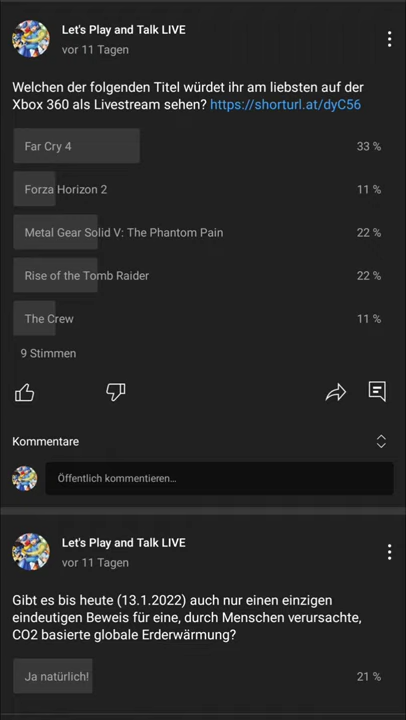 Let's Play and Talk LIVE
vor 11 Tagen
Welchen der folgenden Titel würdet ihr am liebsten auf der
Xbox 360 als Livestream sehen? https://shorturl.at/dyC56
Far Cry 4 33 %
Forza Horizon 2 11 %
Metal Gear Solid V: The Phantom Pain 22 %
Rise of the Tomb Raider 22 %
The Crew 11 %
9 Stimmen
Kommentare
Öffentlich kommentieren...
Let's Play and Talk LIVE
vor 11 Tagen
Gibt es bis heute (13.1.2022) auch nur einen einzigen
eindeutigen Beweis für eine, durch Menschen verursachte,
CO2 basierte globale Erderwärmung?
Ja natürlich! 21 %